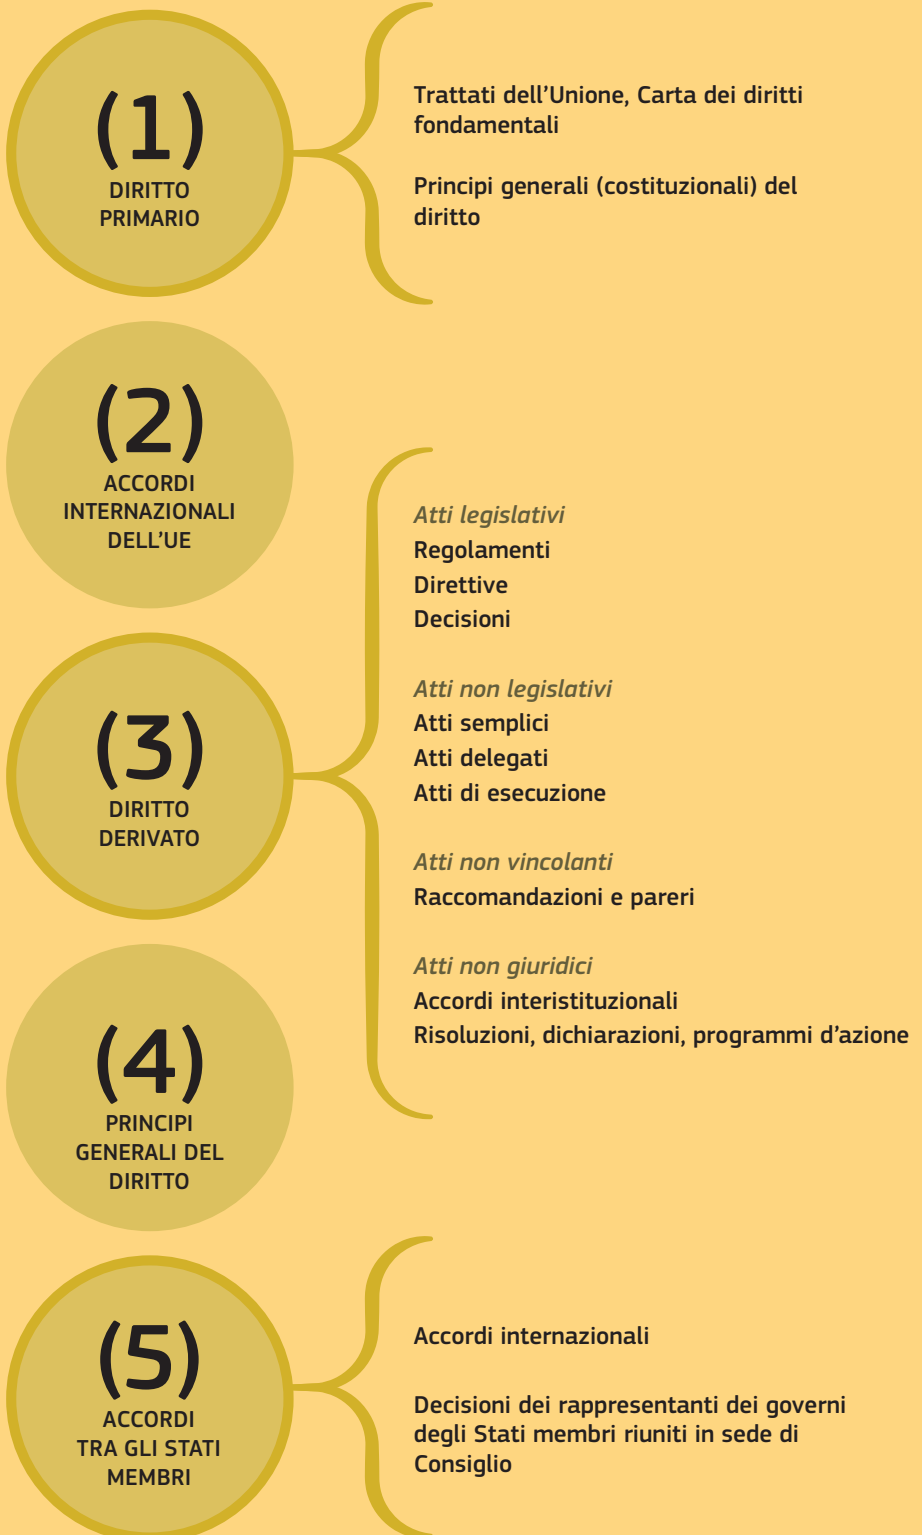 (1)
DIRITTO
PRIMARIO
Trattati dell’Unione, Carta dei diritti
fondamentali
Principi generali (costituzionali) del
diritto
(2)
ACCORDI
INTERNAZIONALI
DELL’UE
(3)
DIRITTO
DERIVATO
Atti legislativi
Regolamenti
Direttive
Decisioni
Atti non legislativi
Atti semplici
Atti delegati
Atti di esecuzione
Atti non vincolanti
Raccomandazioni e pareri
Atti non giuridici
Accordi interistituzionali
Risoluzioni, dichiarazioni, programmi d’azione
(4)
PRINCIPI
GENERALI DEL
DIRITTO
(5)
ACCORDI
TRA GLI STATI
MEMBRI
Accordi internazionali
Decisioni dei rappresentanti dei governi
degli Stati membri riuniti in sede di
Consiglio